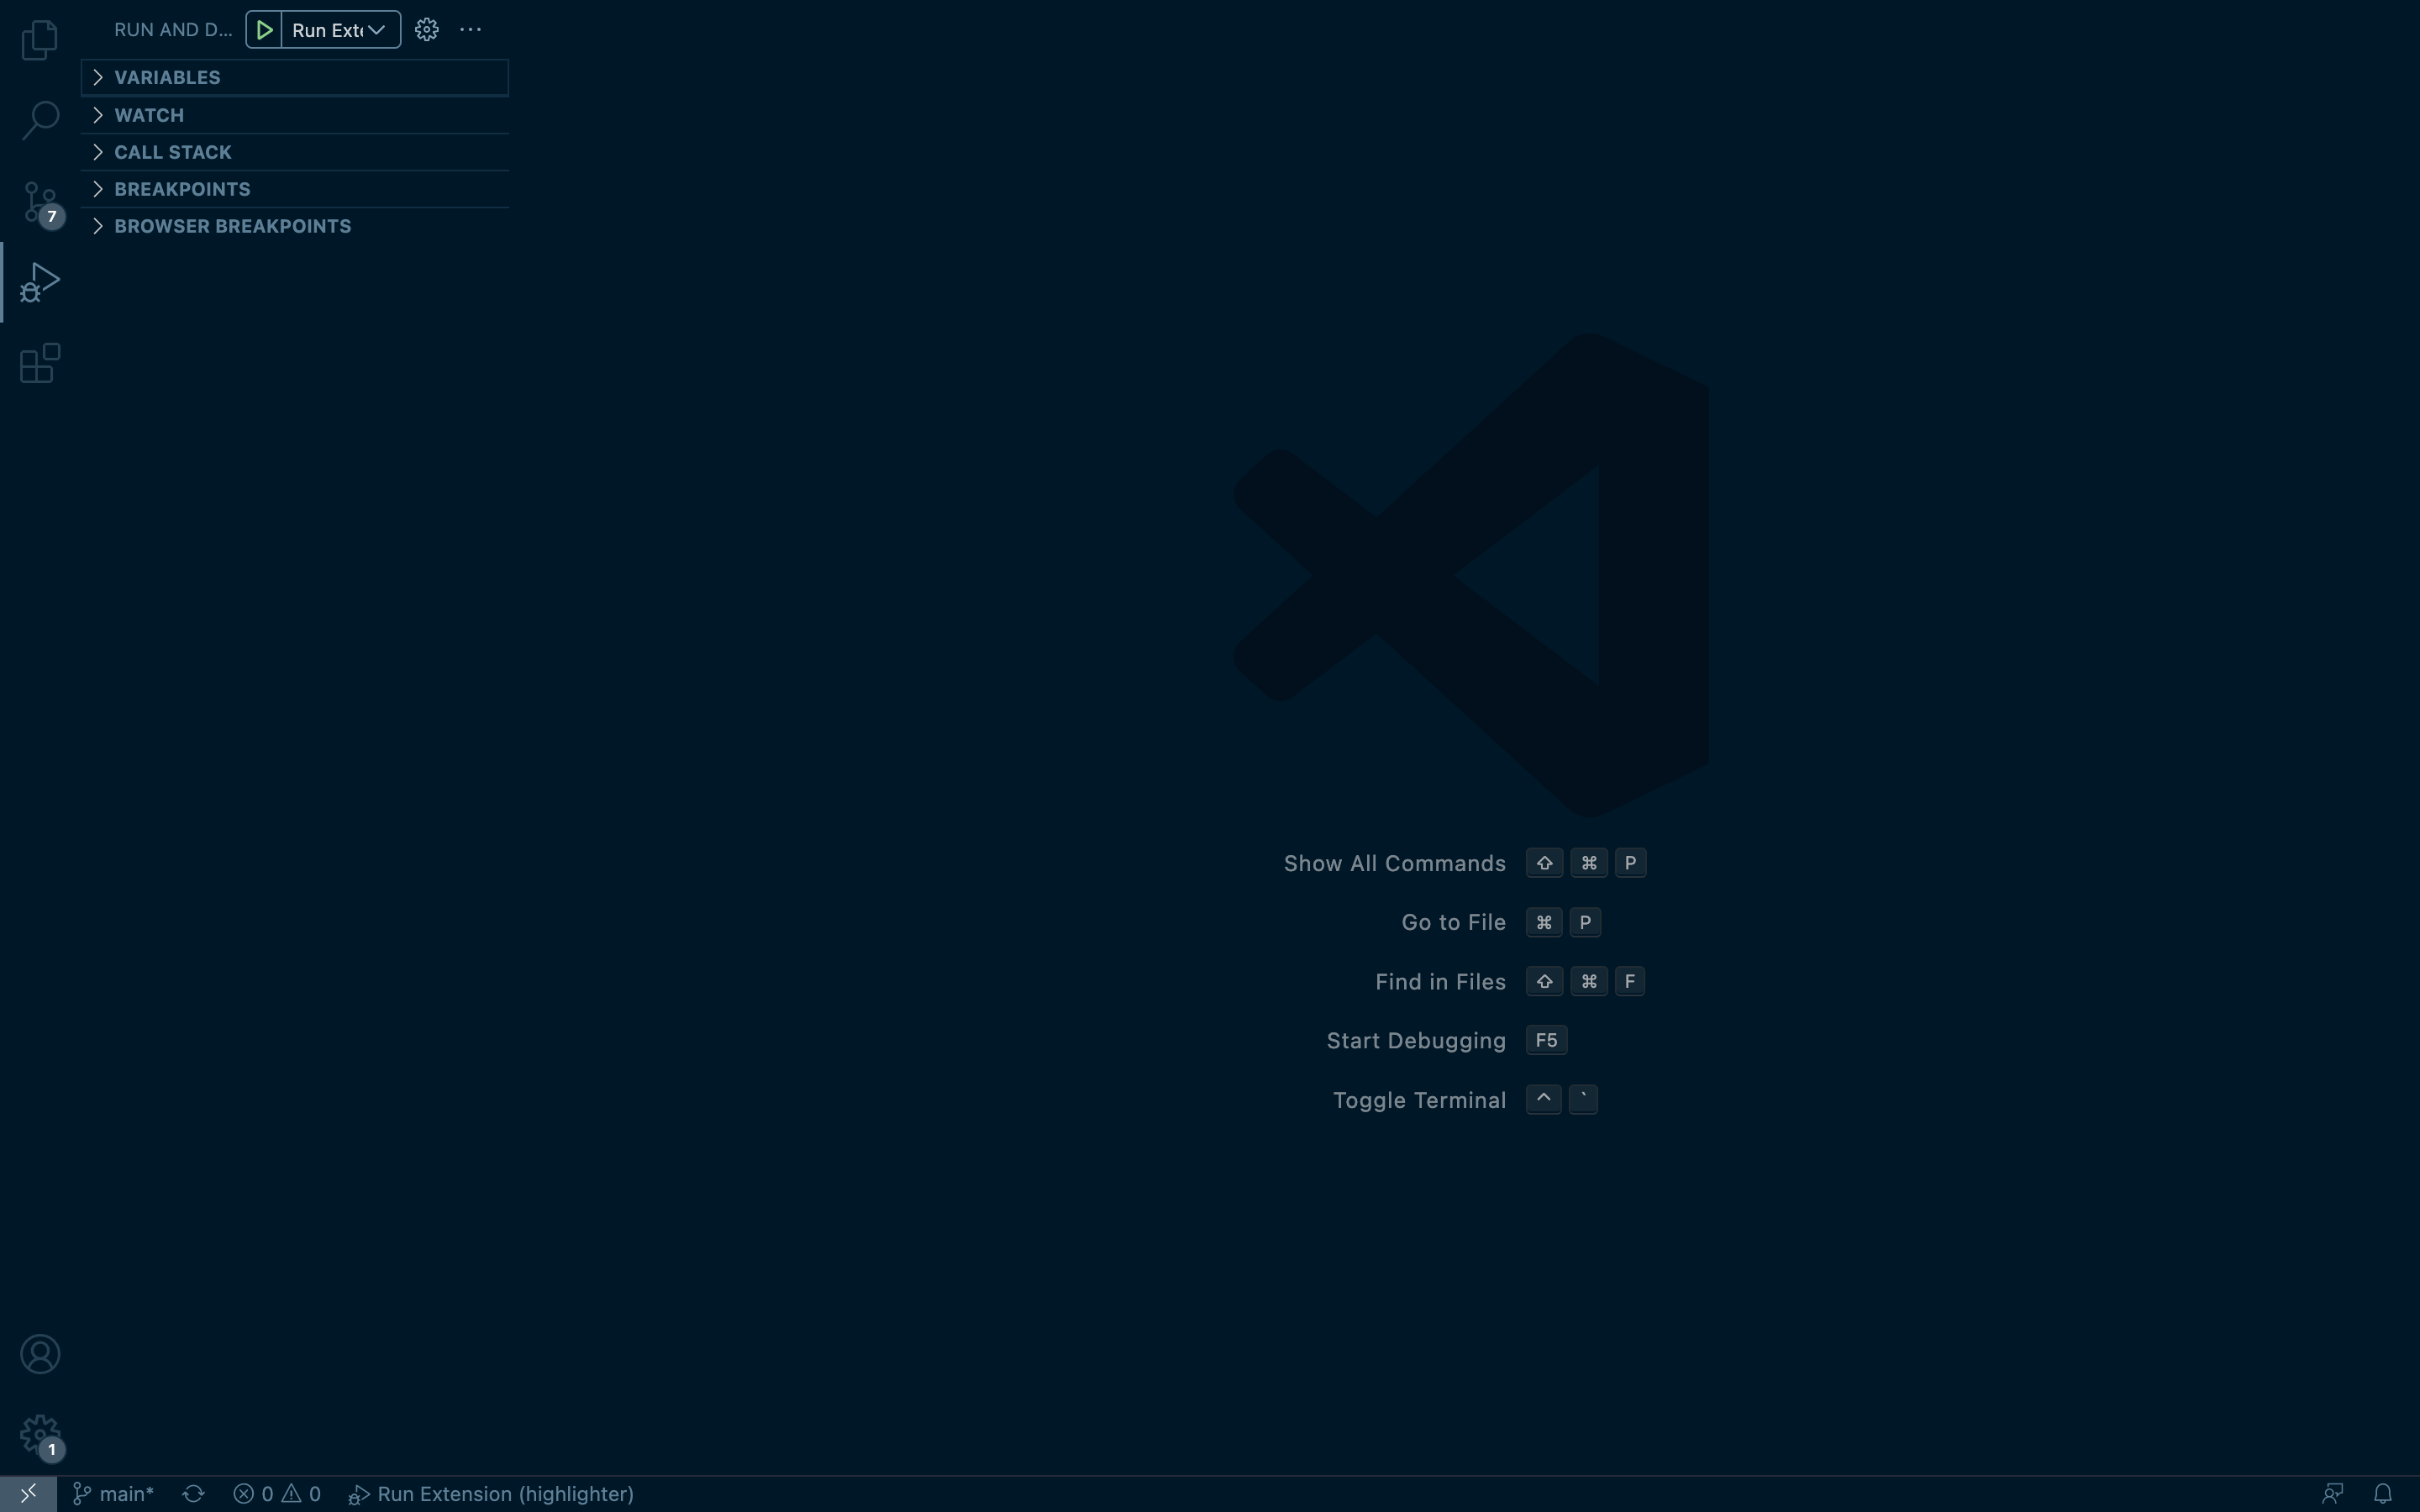 RUN AND D...
Run Exte
VARIABLES
WATCH
CALL STACK
7
BREAKPOINTS
BROWSER BREAKPOINTS
Show All Commands ⇧ ⌘ P
Go to File ⌘ P
Find in Files ⇧ ⌘ F
Start Debugging F5
Toggle Terminal ^ `
1
main* 0 0 Run Extension (highlighter)